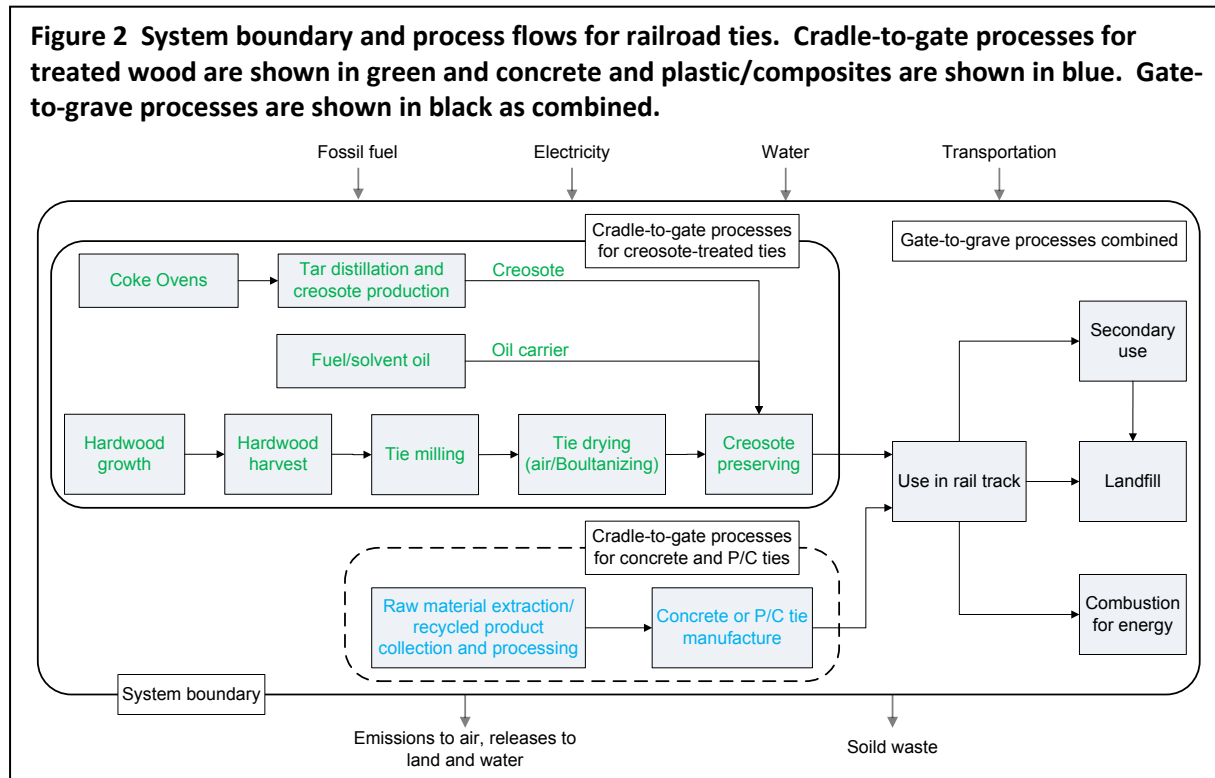 Figure 2  System boundary and process flows for railroad ties.  Cradle-to-gate processes for
treated wood are shown in green and concrete and plastic/composites are shown in blue.  Gate-
to-grave processes are shown in black as combined.
Fossil fuel
Electricity
Water
Transportation
Cradle-to-gate processes
for creosote-treated ties
Gate-to-grave processes combined
Coke Ovens
Tar distillation and
creosote production
Creosote
Fuel/solvent oil
Oil carrier
Hardwood
growth
Hardwood
harvest
Tie milling
Tie drying
(air/Boultanizing)
Creosote
preserving
Use in rail track
Secondary
use
Landfill
Combustion
for energy
Cradle-to-gate processes
for concrete and P/C ties
Raw material extraction/
recycled product
collection and processing
Concrete or P/C tie
manufacture
System boundary
Emissions to air, releases to
land and water
Soild waste